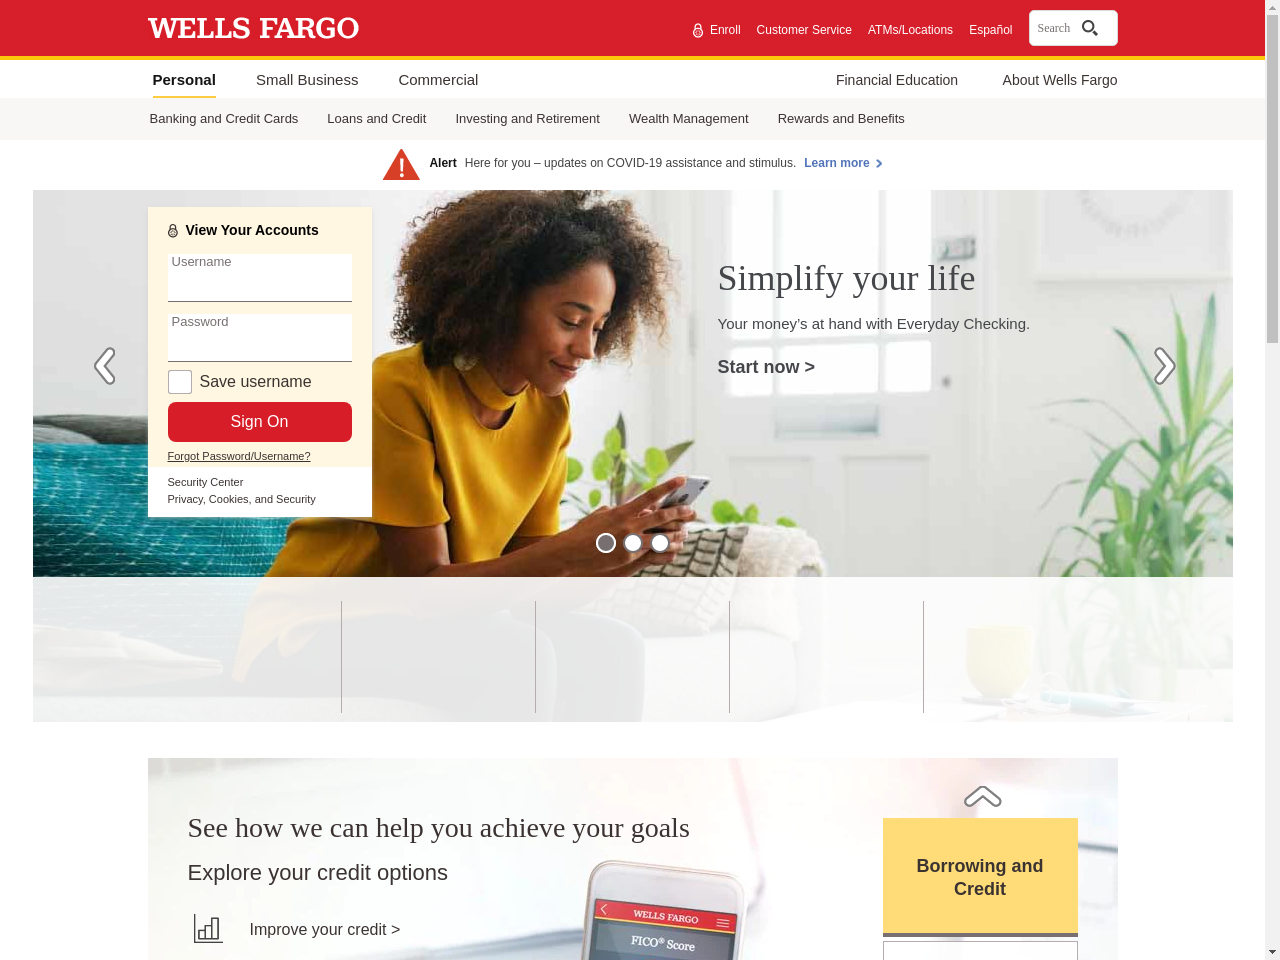 WELLS FARGO
Enroll
Customer Service
ATMs/Locations
Español
Search
Personal
Small Business
Commercial
Financial Education
About Wells Fargo
Banking and Credit Cards
Loans and Credit
Investing and Retirement
Wealth Management
Rewards and Benefits
Alert Here for you – updates on COVID-19 assistance and stimulus. Learn more
View Your Accounts
Username
Password
Save username
Sign On
Forgot Password/Username?
Security Center
Privacy, Cookies, and Security
Simplify your life
Your money’s at hand with Everyday Checking.
Start now >
See how we can help you achieve your goals
Explore your credit options
Improve your credit >
WELLS FARGO
FICO® Score
Borrowing and
Credit